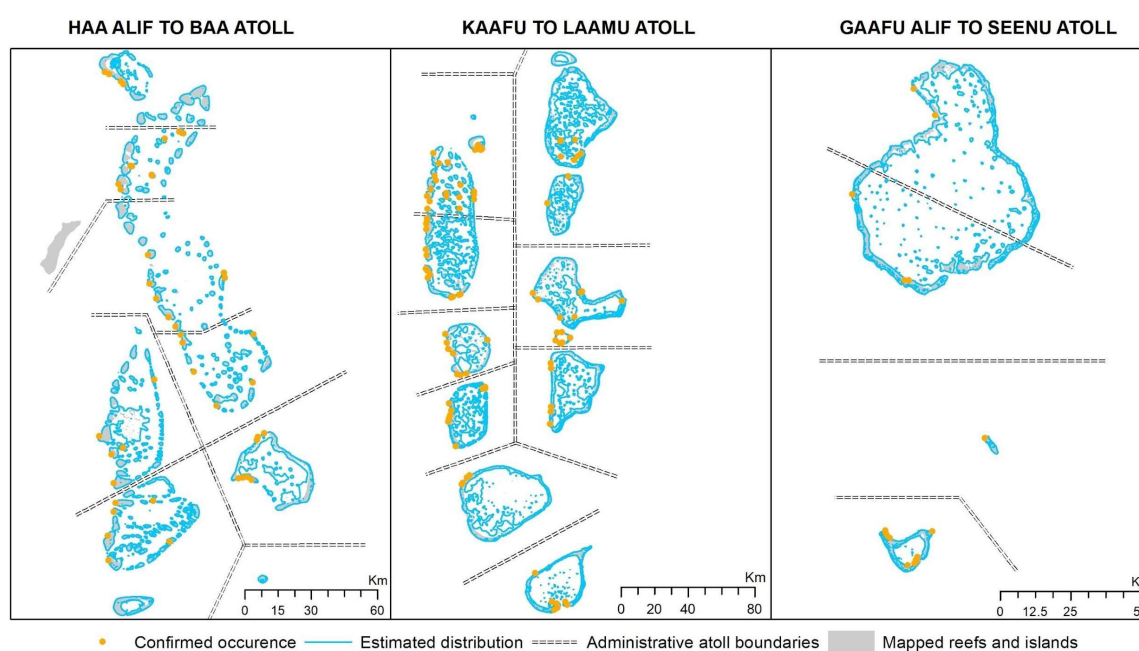 HAA ALIF TO BAA ATOLL
KAAFU TO LAAMU ATOLL
GAAFU ALIF TO SEENU ATOLL
Km
0 15 30 60
Km
0 20 40 80
0 12.5 25
Confirmed occurence
Estimated distribution
Administrative atoll boundaries
Mapped reefs and islands